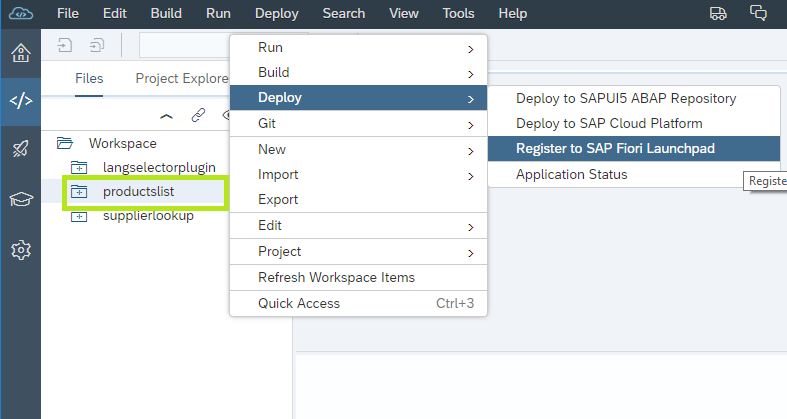 File Edit Build Run Deploy Search View Tools Help
Files Project Explore
Workspace
langselectorplugin
productslist
supplierlookup
Run
Build
Deploy
Git
New
Import
Export
Edit
Project
Refresh Workspace Items
Quick Access Ctrl+3
Deploy to SAPUI5 ABAP Repository
Deploy to SAP Cloud Platform
Register to SAP Fiori Launchpad
Application Status
Registe